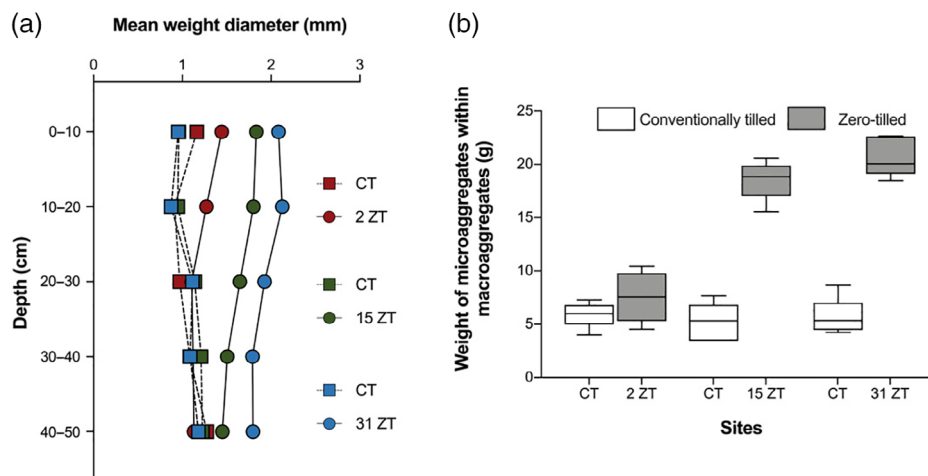 (a)
Mean weight diameter (mm)
0 1 2 3
Depth (cm)
0–10
10–20
20–30
30–40
40–50
CT
2 ZT
CT
15 ZT
CT
31 ZT
(b)
Weight of microaggregates within
macroaggregates (g)
25
20
15
10
5
0
Conventionally tilled
Zero-tilled
CT 2 ZT CT 15 ZT CT 31 ZT
Sites